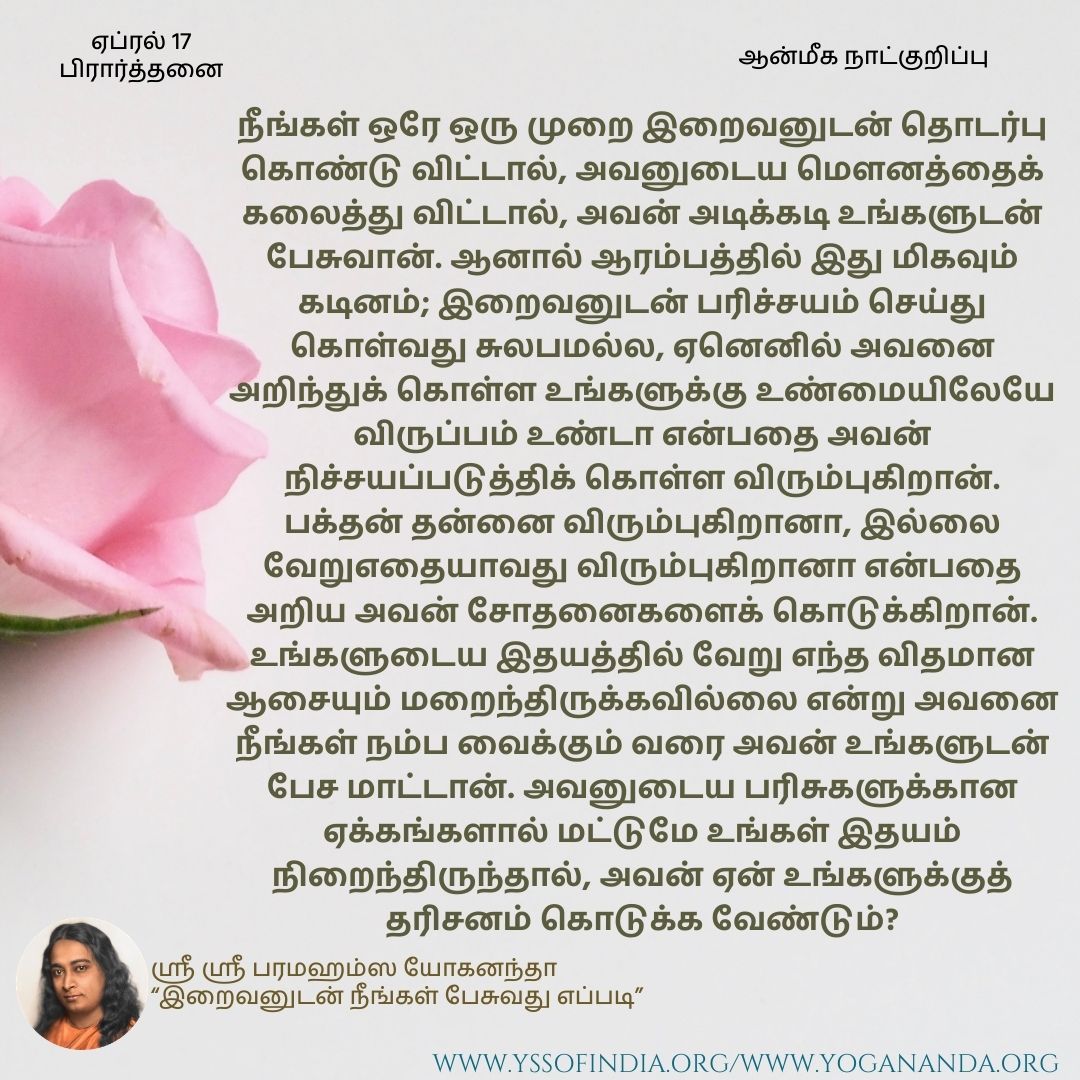 ஏப்ரல் 17
பிரார்த்தனை
ஆன்மீக நாட்குறிப்பு
நீங்கள் ஒரே ஒரு முறை இறைவனுடன் தொடர்பு
கொண்டு விட்டால், அவனுடைய மௌனத்தைக்
கலைத்து விட்டால், அவன் அடிக்கடி உங்களுடன்
பேசுவான். ஆனால் ஆரம்பத்தில் இது மிகவும்
கடினம்; இறைவனுடன் பரிச்சயம் செய்து
கொள்வது சுலபமல்ல, ஏனெனில் அவனை
அறிந்துக் கொள்ள உங்களுக்கு உண்மையிலேயே
விருப்பம் உண்டா என்பதை அவன்
நிச்சயப்படுத்திக் கொள்ள விரும்புகிறான்.
பக்தன் தன்னை விரும்புகிறானா, இல்லை
வேறுஎதையாவது விரும்புகிறானா என்பதை
அறிய அவன் சோதனைகளைக் கொடுக்கிறான்.
உங்களுடைய இதயத்தில் வேறு எந்த விதமான
ஆசையும் மறைந்திருக்கவில்லை என்று அவனை
நீங்கள் நம்ப வைக்கும் வரை அவன் உங்களுடன்
பேச மாட்டான். அவனுடைய பரிசுகளுக்கான
ஏக்கங்களால் மட்டுமே உங்கள் இதயம்
நிறைந்திருந்தால், அவன் ஏன் உங்களுக்குத்
தரிசனம் கொடுக்க வேண்டும்?
ஸ்ரீ ஸ்ரீ பரமஹம்ஸ யோகனந்தா
“இறைவனுடன் நீங்கள் பேசுவது எப்படி”
WWW.YSSOFINDIA.ORG/WWW.YOGANANDA.ORG